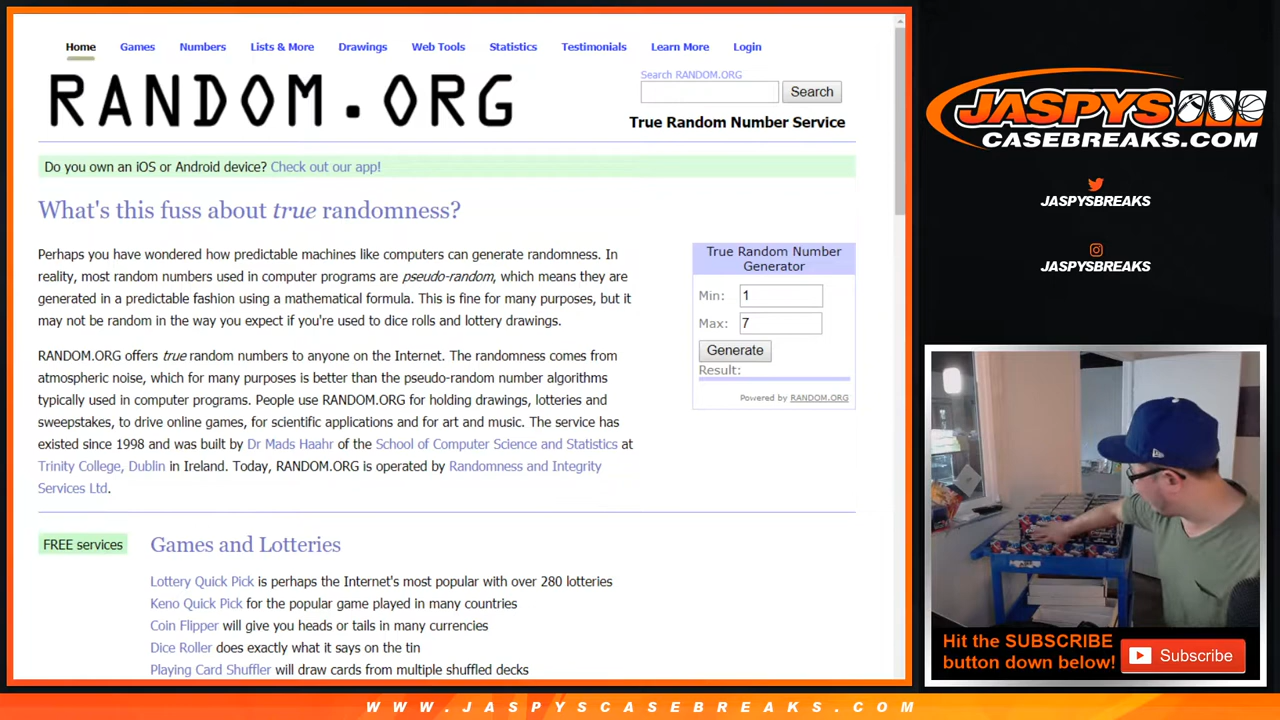 Home Games Numbers Lists & More Drawings Web Tools Statistics Testimonials Learn More Login
RANDOM.ORG
Search RANDOM.ORG
Search
True Random Number Service
Do you own an iOS or Android device? Check out our app!
What's this fuss about true randomness?
Perhaps you have wondered how predictable machines like computers can generate randomness. In
reality, most random numbers used in computer programs are pseudo-random, which means they are
generated in a predictable fashion using a mathematical formula. This is fine for many purposes, but it
may not be random in the way you expect if you're used to dice rolls and lottery drawings.
RANDOM.ORG offers true random numbers to anyone on the Internet. The randomness comes from
atmospheric noise, which for many purposes is better than the pseudo-random number algorithms
typically used in computer programs. People use RANDOM.ORG for holding drawings, lotteries and
sweepstakes, to drive online games, for scientific applications and for art and music. The service has
existed since 1998 and was built by Dr Mads Haahr of the School of Computer Science and Statistics at
Trinity College, Dublin in Ireland. Today, RANDOM.ORG is operated by Randomness and Integrity
Services Ltd.
True Random Number
Generator
Min: 1
Max: 7
Generate
Result:
Powered by RANDOM.ORG
FREE services
Games and Lotteries
Lottery Quick Pick is perhaps the Internet's most popular with over 280 lotteries
Keno Quick Pick for the popular game played in many countries
Coin Flipper will give you heads or tails in many currencies
Dice Roller does exactly what it says on the tin
Playing Card Shuffler will draw cards from multiple shuffled decks
JASPYS
CASEBREAKS.COM
JASPYSBREAKS
JASPYSBREAKS
Hit the SUBSCRIBE
button down below!
Subscribe
WWW.JASPYSCASEBREAKS.COM